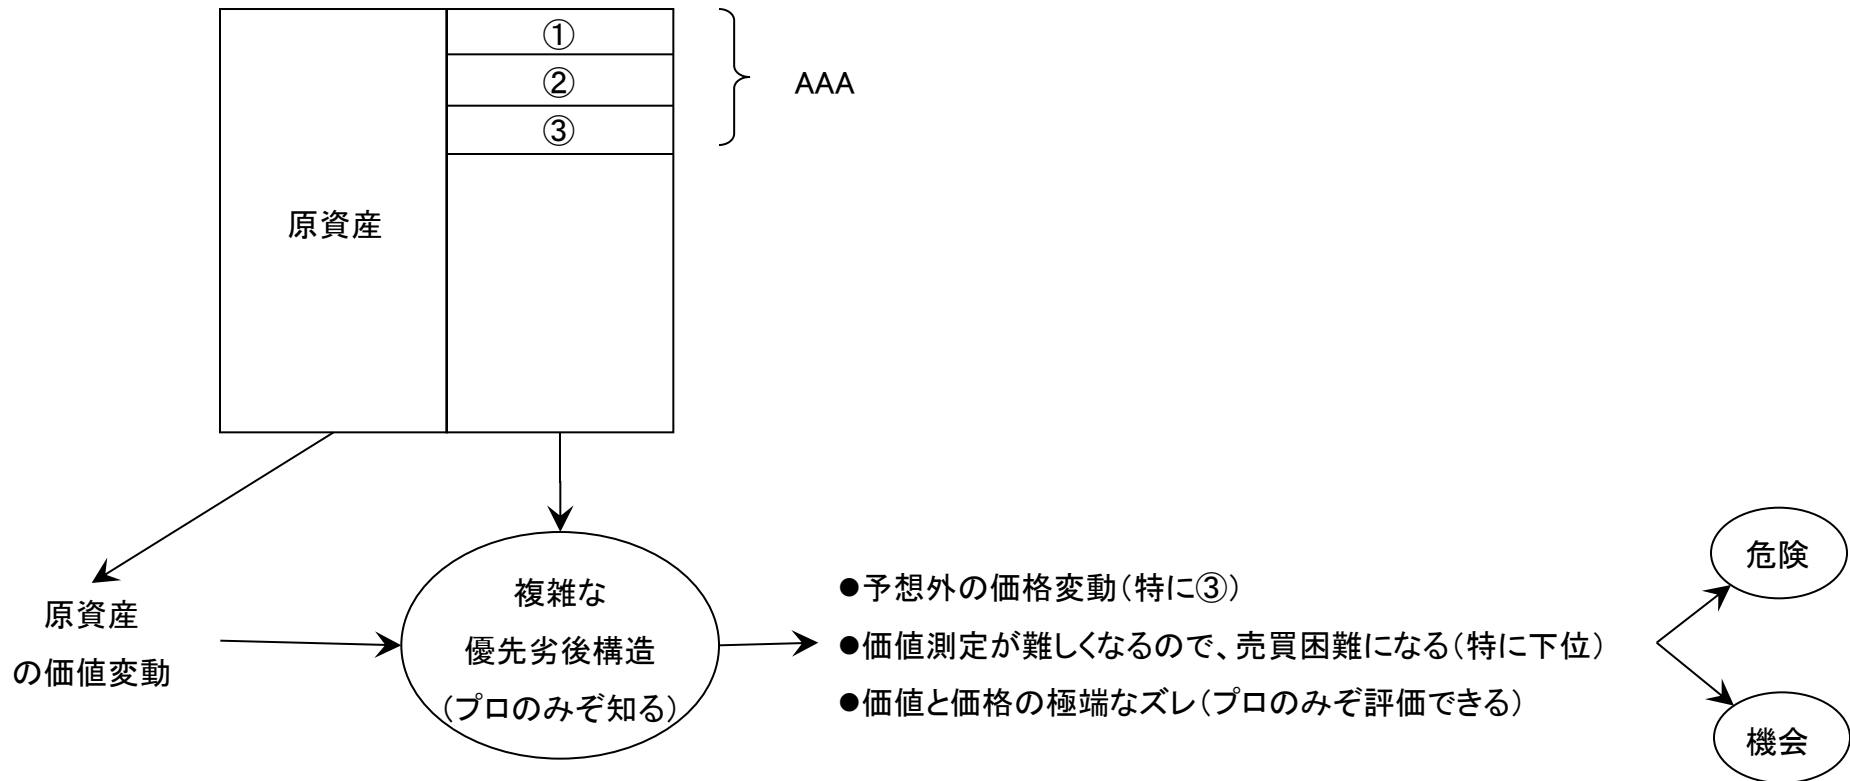 ①
②
③
AAA
原資産
原資産
の価値変動
複雑な
優先劣後構造
(プロのみぞ知る)
●予想外の価格変動(特に③)
●価値測定が難しくなるので、売買困難になる(特に下位)
●価値と価格の極端なズレ(プロのみぞ評価できる)
危険
機会